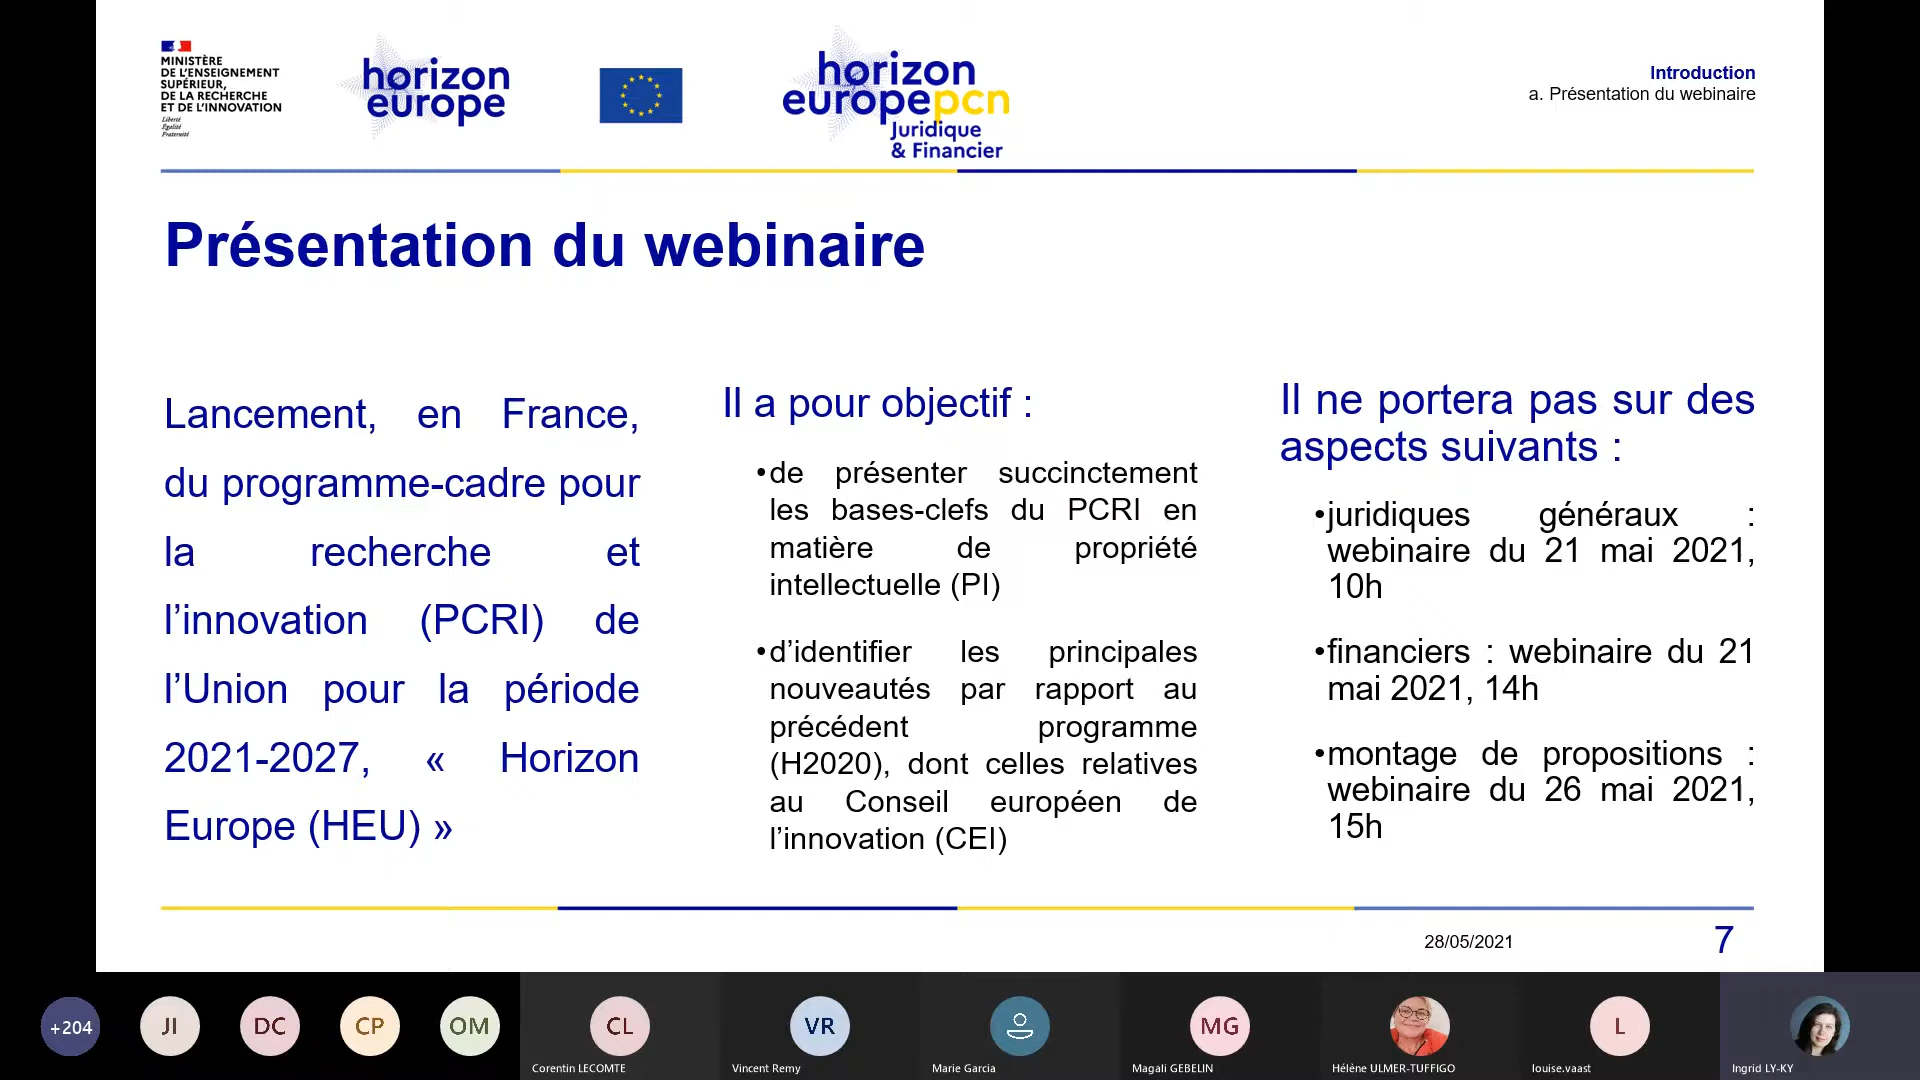 MINISTÈRE
DE L'ENSEIGNEMENT
SUPÉRIEUR,
DE LA RECHERCHE
ET DE L'INNOVATION
Liberté
Égalité
Fraternité
horizon
europe
horizon
europepcn
Juridique
& Financier
Introduction
a. Présentation du webinaire
Présentation du webinaire
Lancement, en France,
du programme-cadre pour
la recherche et
l’innovation (PCRI) de
l’Union pour la période
2021-2027, « Horizon
Europe (HEU) »
Il a pour objectif :
•de présenter succinctement
les bases-clefs du PCRI en
matière de propriété
intellectuelle (PI)
•d’identifier les principales
nouveautés par rapport au
précédent programme
(H2020), dont celles relatives
au Conseil européen de
l’innovation (CEI)
Il ne portera pas sur des
aspects suivants :
•juridiques généraux :
webinaire du 21 mai 2021,
10h
•financiers : webinaire du 21
mai 2021, 14h
•montage de propositions :
webinaire du 26 mai 2021,
15h
28/05/2021
7
+204
JI
DC
CP
OM
CL
Corentin LECOMTE
VR
Vincent Remy
Marie Garcia
MG
Magali GEBELIN
Hélène ULMER-TUFFIGO
L
louise.vaast
Ingrid LY-KY